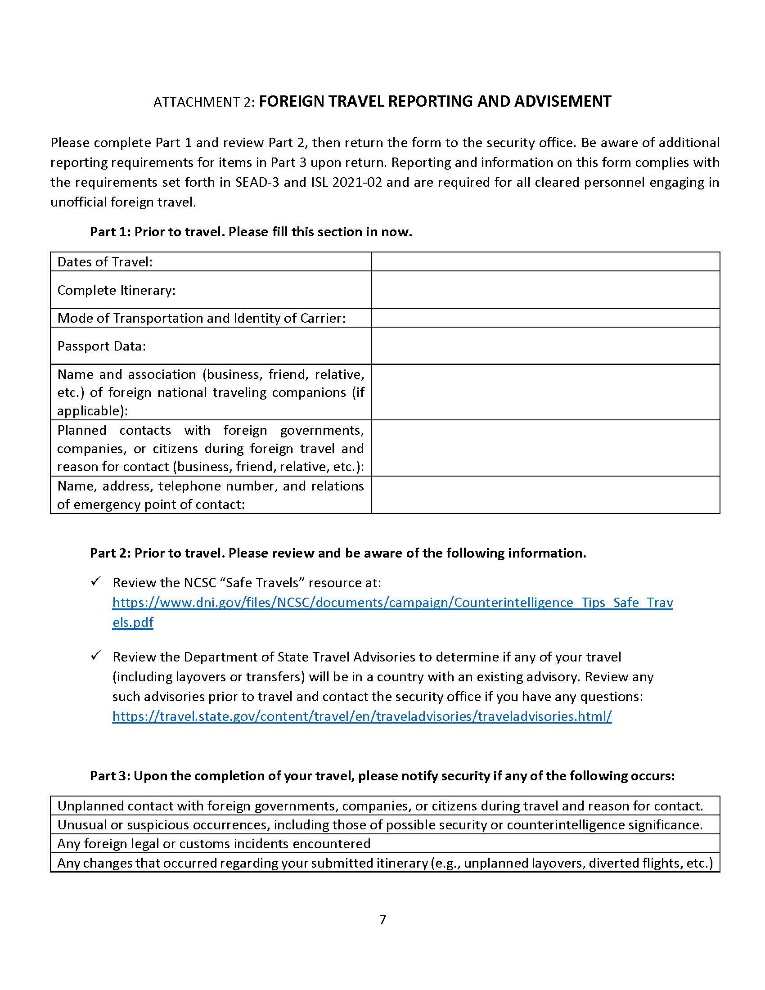 ATTACHMENT 2: FOREIGN TRAVEL REPORTING AND ADVISEMENT
Please complete Part 1 and review Part 2, then return the form to the security office. Be aware of additional
reporting requirements for items in Part 3 upon return. Reporting and information on this form complies with
the requirements set forth in SEAD-3 and ISL 2021-02 and are required for all cleared personnel engaging in
unofficial foreign travel.
Part 1: Prior to travel. Please fill this section in now.
Dates of Travel:
Complete Itinerary:
Mode of Transportation and Identity of Carrier:
Passport Data:
Name and association (business, friend, relative,
etc.) of foreign national traveling companions (if
applicable):
Planned contacts with foreign governments,
companies, or citizens during foreign travel and
reason for contact (business, friend, relative, etc.):
Name, address, telephone number, and relations
of emergency point of contact:
Part 2: Prior to travel. Please review and be aware of the following information.
✓ Review the NCSC “Safe Travels” resource at:
https://www.dni.gov/files/NCSC/documents/campaign/Counterintelligence_Tips_Safe_Trav
els.pdf
✓ Review the Department of State Travel Advisories to determine if any of your travel
(including layovers or transfers) will be in a country with an existing advisory. Review any
such advisories prior to travel and contact the security office if you have any questions:
https://travel.state.gov/content/travel/en/traveladvisories/traveladvisories.html/
Part 3: Upon the completion of your travel, please notify security if any of the following occurs:
Unplanned contact with foreign governments, companies, or citizens during travel and reason for contact.
Unusual or suspicious occurrences, including those of possible security or counterintelligence significance.
Any foreign legal or customs incidents encountered
Any changes that occurred regarding your submitted itinerary (e.g., unplanned layovers, diverted flights, etc.)
7